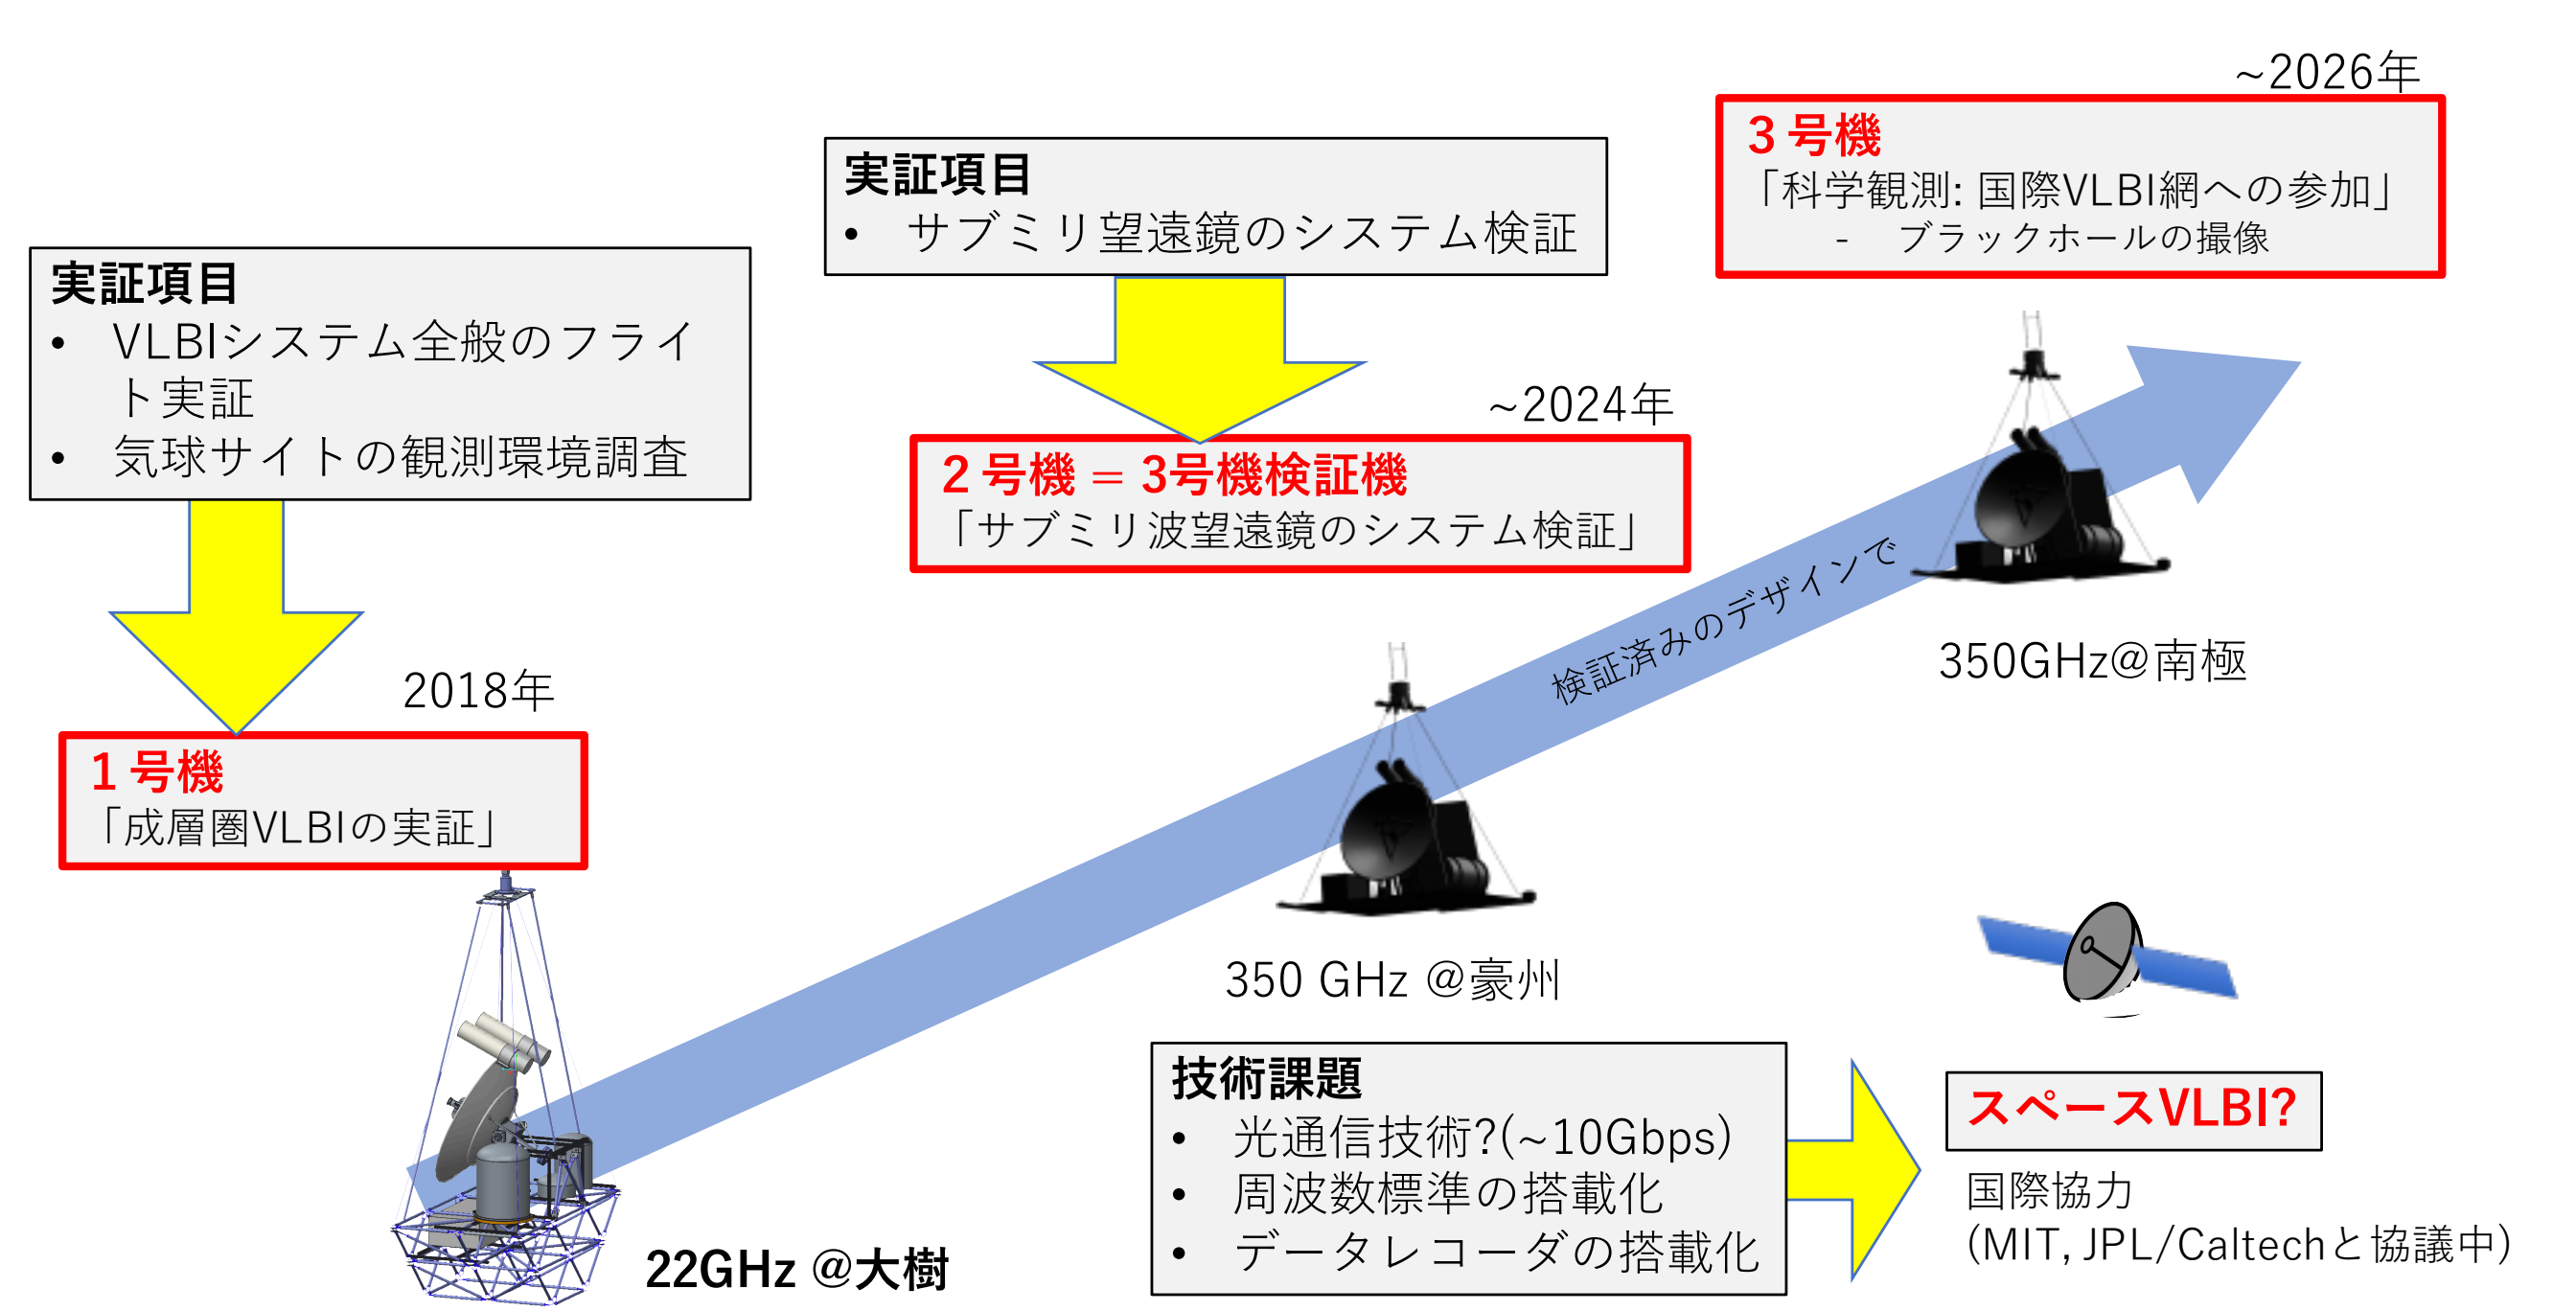 実証項目
• VLBIシステム全般のフライ
ト実証
• 気球サイトの観測環境調査
2018年
1 号機
「成層圏VLBIの実証」
22GHz @大樹
実証項目
• サブミリ望遠鏡のシステム検証
~2024年
2 号機 = 3号機検証機
「サブミリ波望遠鏡のシステム検証」
350 GHz @豪州
検証済みのデザインで
~2026年
3 号機
「科学観測: 国際VLBI網への参加」
- ブラックホールの撮像
350GHz@南極
技術課題
• 光通信技術?(~10Gbps)
• 周波数標準の搭載化
• データレコーダの搭載化
スペースVLBI?
国際協力
(MIT, JPL/Caltechと協議中)